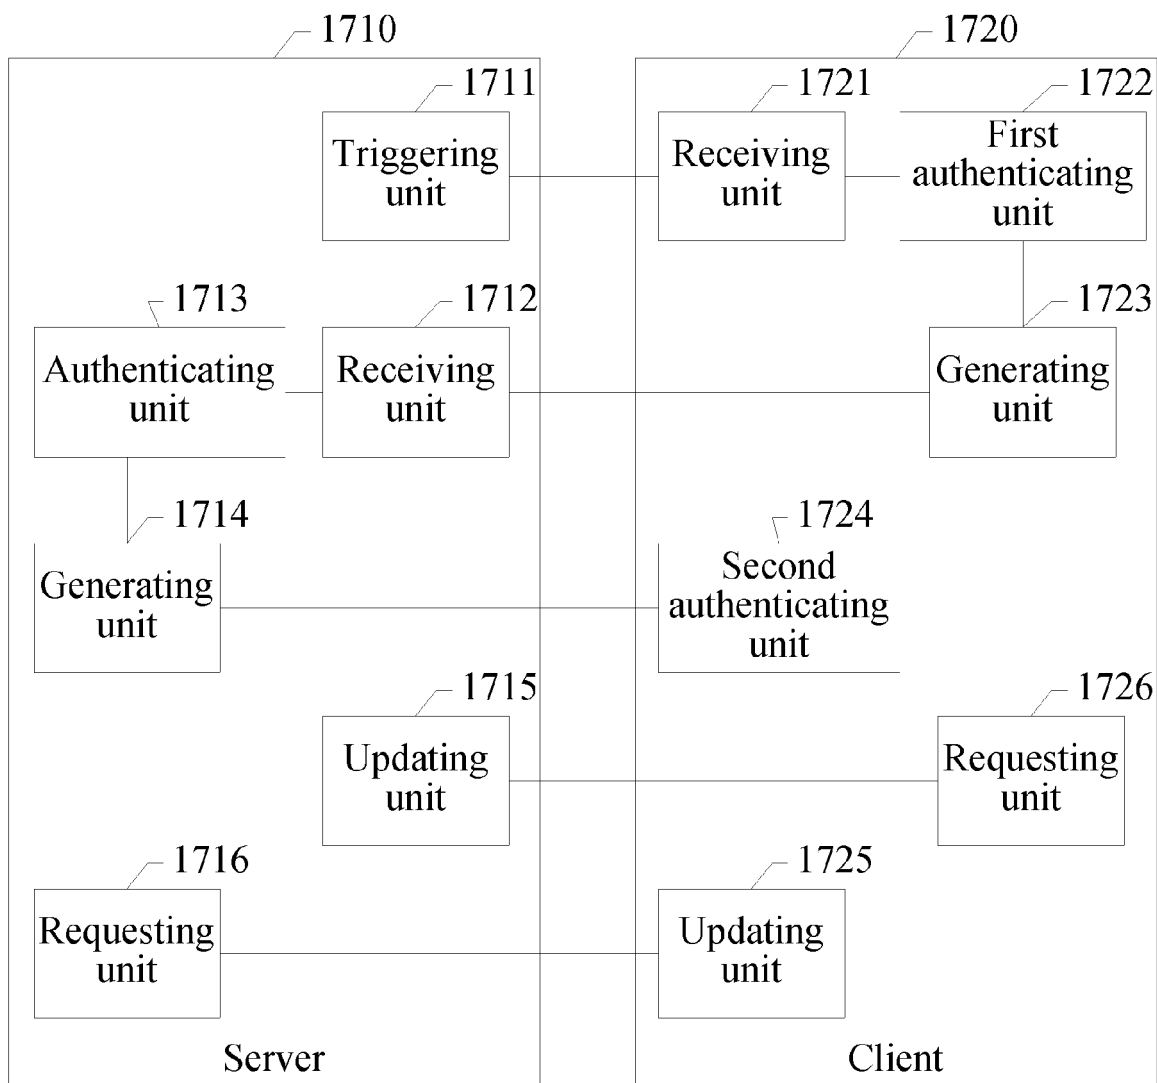 1710
1720
1711
1721
1722
Triggering
unit
Receiving
unit
First
authenticating
unit
1713
1712
1723
Authenticating
unit
Receiving
unit
Generating
unit
1714
1724
Generating
unit
Second
authenticating
unit
1715
1726
Updating
unit
Requesting
unit
1716
1725
Requesting
unit
Updating
unit
Server
Client